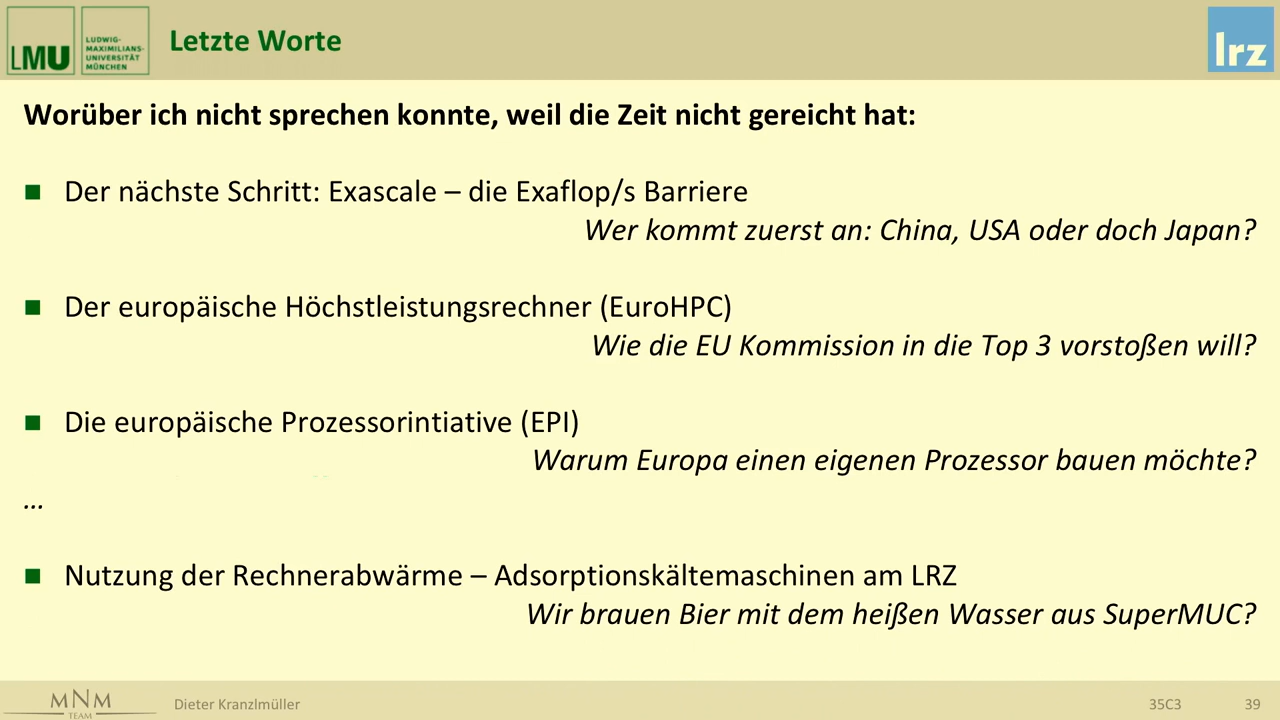 LMU
LUDWIG-
MAXIMILIANS-
UNIVERSITÄT
MÜNCHEN
Letzte Worte
lrz
Worüber ich nicht sprechen konnte, weil die Zeit nicht gereicht hat:
Der nächste Schritt: Exascale – die Exaflop/s Barriere
Wer kommt zuerst an: China, USA oder doch Japan?
Der europäische Höchstleistungsrechner (EuroHPC)
Wie die EU Kommission in die Top 3 vorstoßen will?
Die europäische Prozessorintiative (EPI)
Warum Europa einen eigenen Prozessor bauen möchte?
...
Nutzung der Rechnerabwärme – Adsorptionskältemaschinen am LRZ
Wir brauen Bier mit dem heißen Wasser aus SuperMUC?
MNM
TEAM
Dieter Kranzlmüller
35C3
39